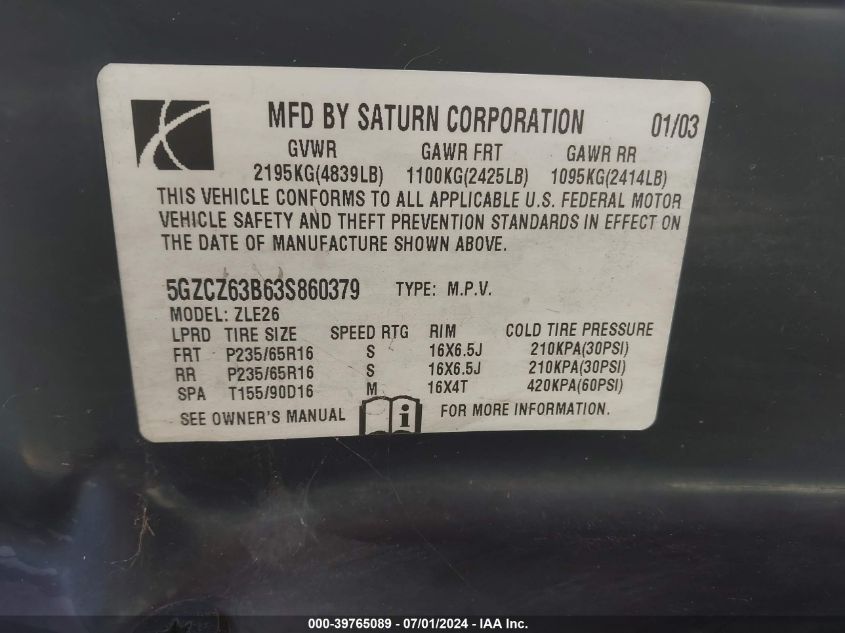 MFD BY SATURN CORPORATION 01/03
GVWR GAWR FRT GAWR RR
2195KG(4839LB) 1100KG(2425LB) 1095KG(2414LB)
THIS VEHICLE CONFORMS TO ALL APPLICABLE U.S. FEDERAL MOTOR
VEHICLE SAFETY AND THEFT PREVENTION STANDARDS IN EFFECT ON
THE DATE OF MANUFACTURE SHOWN ABOVE.
5GZCZ63B63S860379 TYPE: M.P.V.
MODEL: ZLE26
LPRD TIRE SIZE SPEED RTG RIM COLD TIRE PRESSURE
FRT P235/65R16 S 16X6.5J 210KPA(30PSI)
RR P235/65R16 S 16X6.5J 210KPA(30PSI)
SPA T155/90D16 M 16X4T 420KPA(60PSI)
SEE OWNER'S MANUAL i FOR MORE INFORMATION.
000-39765089 - 07/01/2024 - IAA Inc.